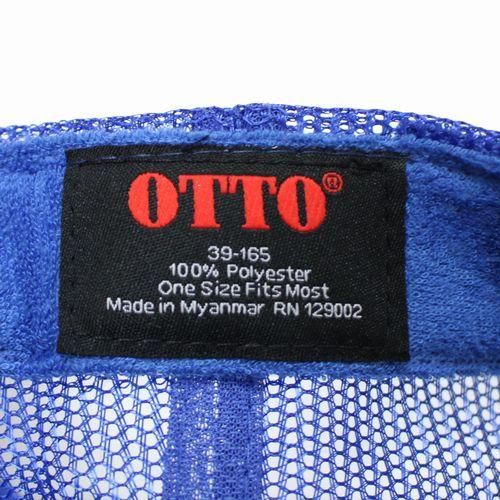 OTTO®
39-165
100% Polyester
One Size Fits Most
Made in Myanmar RN 129002